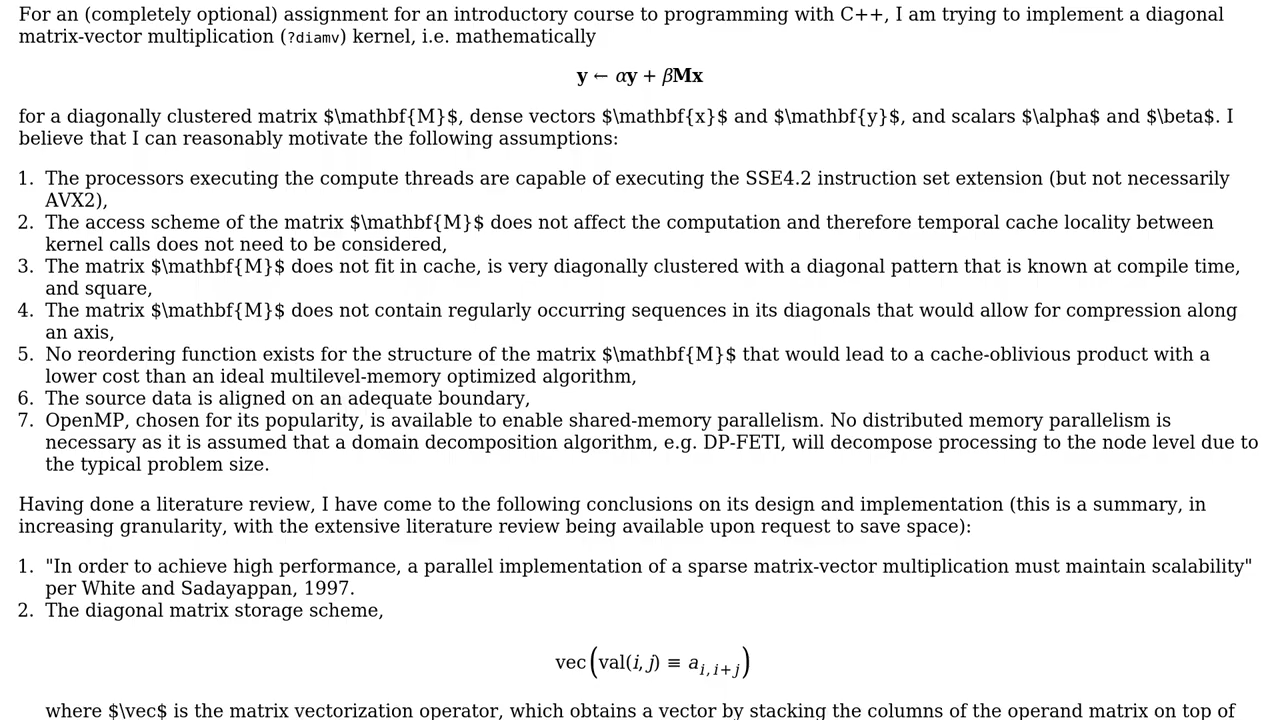 For an (completely optional) assignment for an introductory course to programming with C++, I am trying to implement a diagonal
matrix-vector multiplication (?diamv) kernel, i.e. mathematically
y ← αy + βMx
for a diagonally clustered matrix $\mathbf{M}$, dense vectors $\mathbf{x}$ and $\mathbf{y}$, and scalars $\alpha$ and $\beta$. I
believe that I can reasonably motivate the following assumptions:
1. The processors executing the compute threads are capable of executing the SSE4.2 instruction set extension (but not necessarily
AVX2),
2. The access scheme of the matrix $\mathbf{M}$ does not affect the computation and therefore temporal cache locality between
kernel calls does not need to be considered,
3. The matrix $\mathbf{M}$ does not fit in cache, is very diagonally clustered with a diagonal pattern that is known at compile time,
and square,
4. The matrix $\mathbf{M}$ does not contain regularly occurring sequences in its diagonals that would allow for compression along
an axis,
5. No reordering function exists for the structure of the matrix $\mathbf{M}$ that would lead to a cache-oblivious product with a
lower cost than an ideal multilevel-memory optimized algorithm,
6. The source data is aligned on an adequate boundary,
7. OpenMP, chosen for its popularity, is available to enable shared-memory parallelism. No distributed memory parallelism is
necessary as it is assumed that a domain decomposition algorithm, e.g. DP-FETI, will decompose processing to the node level due to
the typical problem size.
Having done a literature review, I have come to the following conclusions on its design and implementation (this is a summary, in
increasing granularity, with the extensive literature review being available upon request to save space):
1. "In order to achieve high performance, a parallel implementation of a sparse matrix-vector multiplication must maintain scalability"
per White and Sadayappan, 1997.
2. The diagonal matrix storage scheme,
vec(val(i, j) ≡ a_{i, i+j})
where $\vec$ is the matrix vectorization operator, which obtains a vector by stacking the columns of the operand matrix on top of